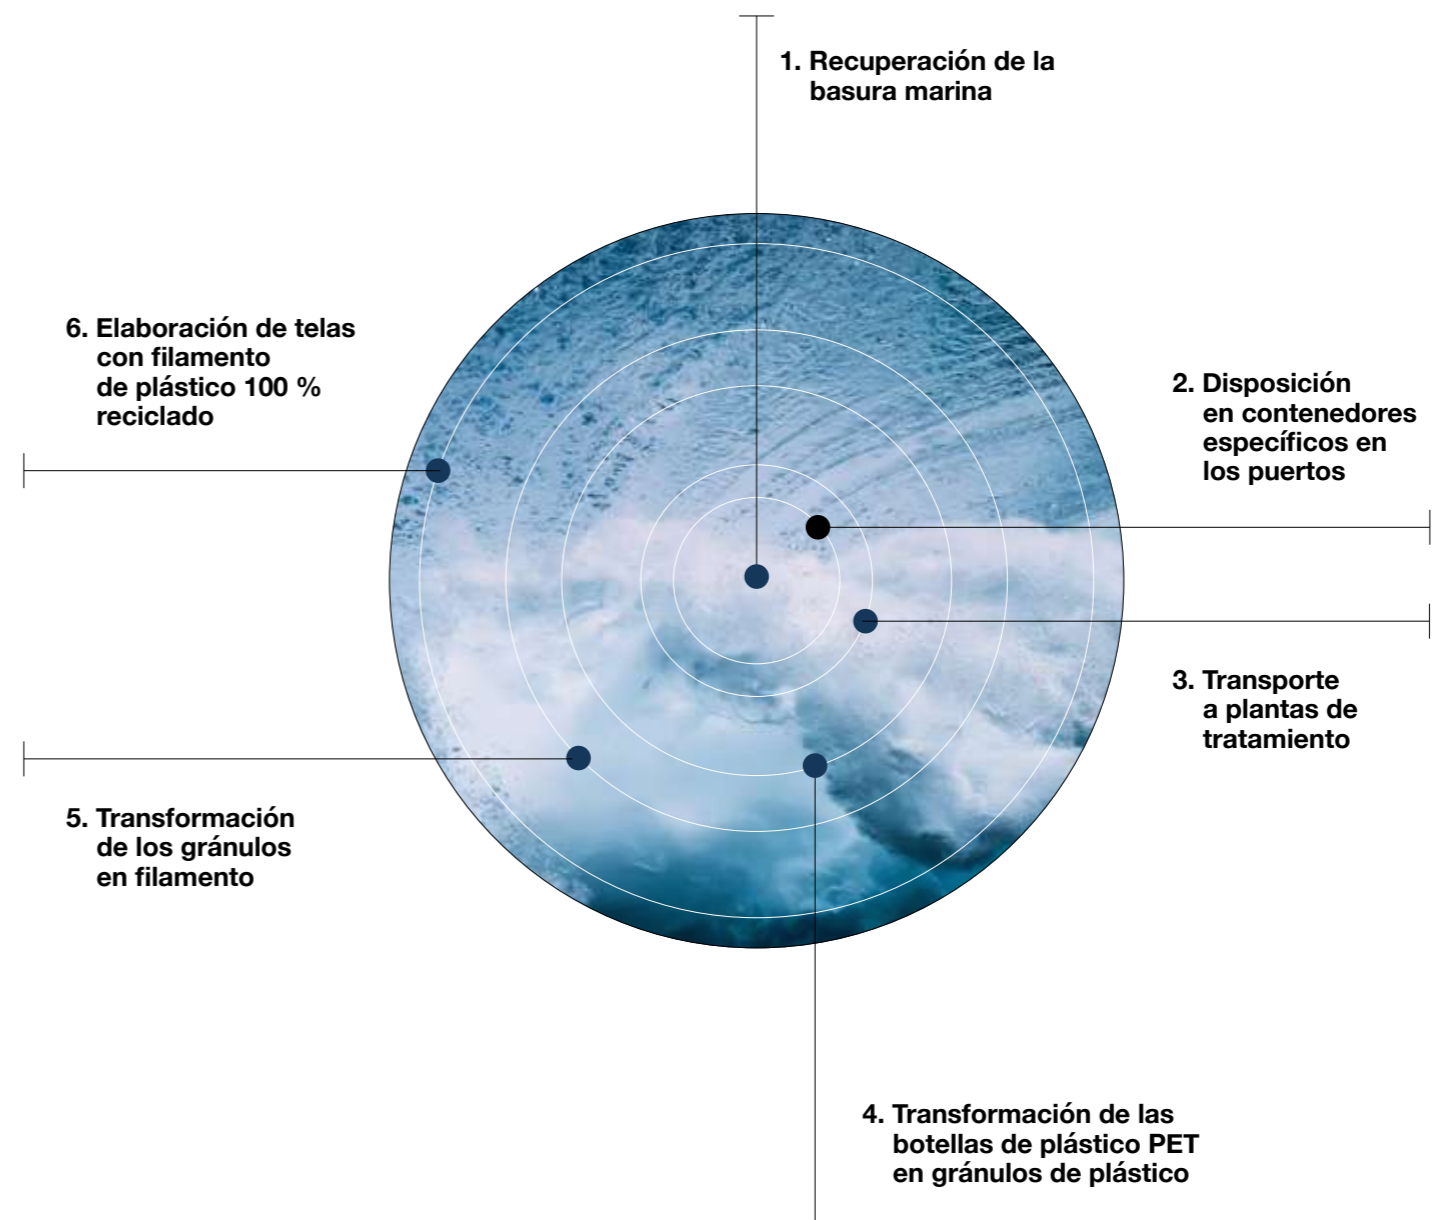 1. Recuperación de la
basura marina
2. Disposición
en contenedores
específicos en
los puertos
3. Transporte
a plantas de
tratamiento
4. Transformación de las
botellas de plástico PET
en gránulos de plástico
5. Transformación
de los gránulos
en filamento
6. Elaboración de telas
con filamento
de plástico 100 %
reciclado